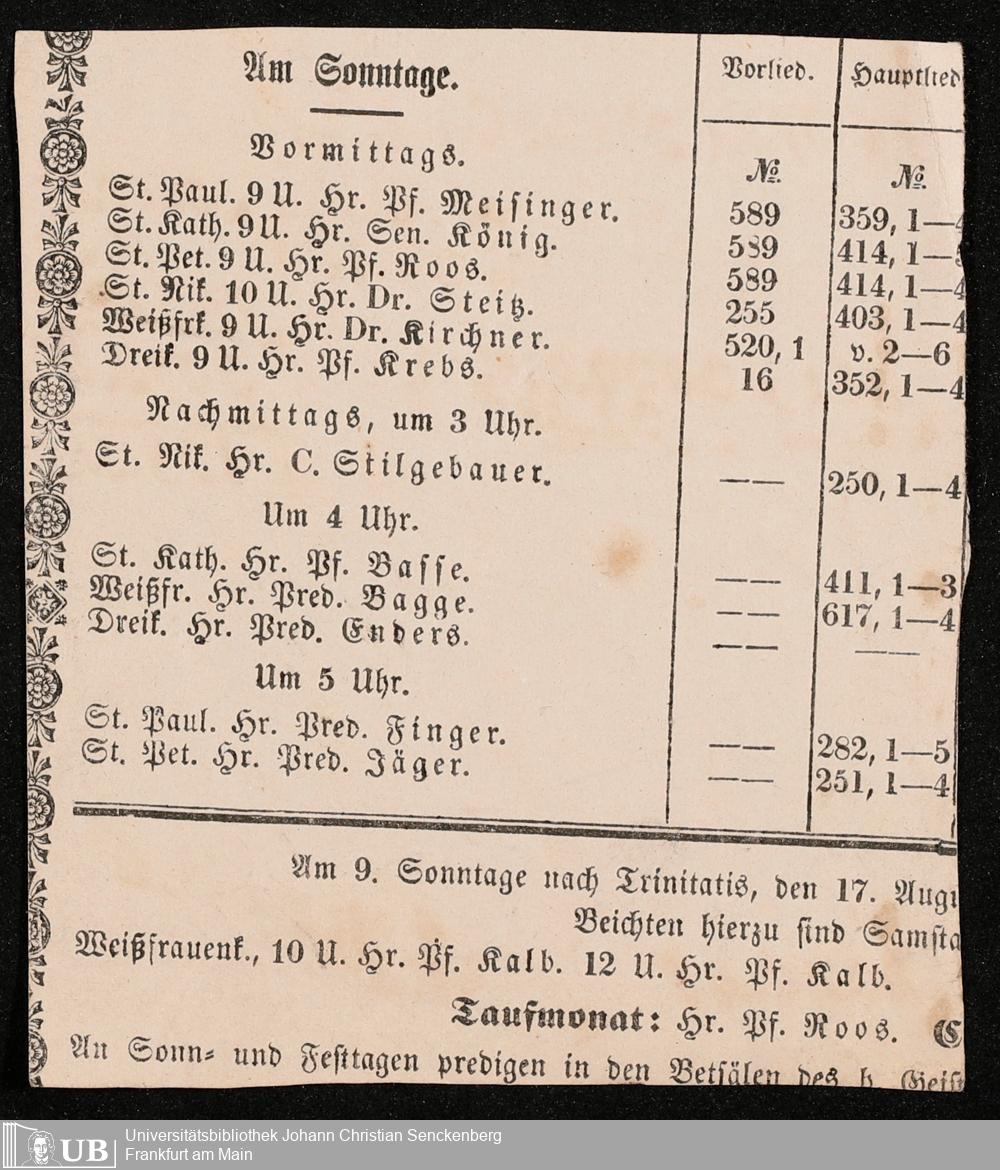 Am Sonntage. Vorlied. Hauptlied
Vormittags. № №
St. Paul. 9 U. Hr. Pf. Meisinger. 589 359, 1—4
St. Kath. 9 U. Hr. Sen. König. 589 414, 1—
St. Pet. 9 U. Hr. Pf. Roos. 589 414, 1—4
St. Nik. 10 U. Hr. Dr. Steitz. 255 403, 1—4
Weißfrk. 9 U. Hr. Dr. Kirchner. 520, 1 v. 2—6
Dreik. 9 U. Hr. Pf. Krebs. 16 352, 1—4
Nachmittags, um 3 Uhr.
St. Nik. Hr. C. Stilgebauer. —— 250, 1—4
Um 4 Uhr.
St. Kath. Hr. Pf. Basse. —— 411, 1—3
Weißfr. Hr. Pred. Bagge. —— 617, 1—4
Dreik. Hr. Pred. Enders. —— ——
Um 5 Uhr.
St. Paul. Hr. Pred. Finger. —— 282, 1—5
St. Pet. Hr. Pred. Jäger. —— 251, 1—4
Am 9. Sonntage nach Trinitatis, den 17. Augu
Beichten hierzu sind Samsta
Weißfrauenk., 10 U. Hr. Pf. Kalb. 12 U. Hr. Pf. Kalb.
Taufmonat: Hr. Pf. Roos. (C
An Sonn= und Festtagen predigen in den Betsälen des h. Geist
UB Universitätsbibliothek Johann Christian Senckenberg
Frankfurt am Main